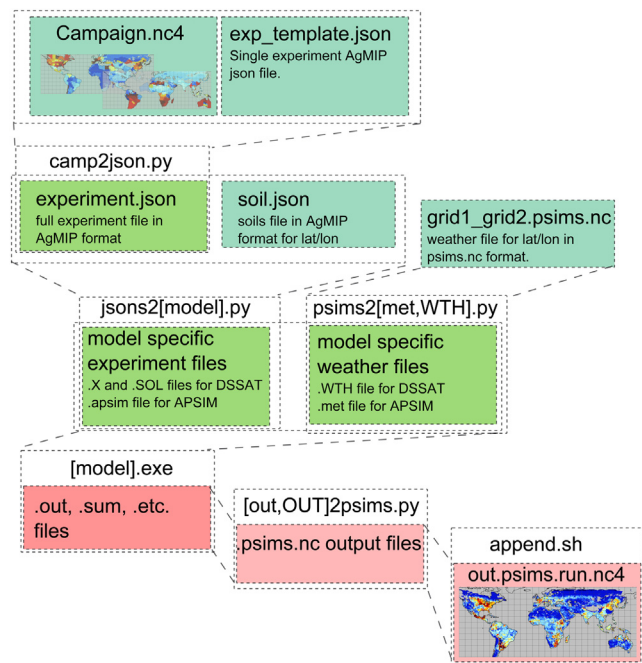 Campaign.nc4
exp_template.json
Single experiment AgMIP
json file.
camp2json.py
experiment.json
full experiment file in
AgMIP format
soil.json
soils file in AgMIP
format for lat/lon
grid1_grid2.psims.nc
weather file for lat/lon in
psims.nc format.
jsons2[model].py
model specific
experiment files
.X and .SOL files for DSSAT
.apsim file for APSIM
psims2[met,WTH].py
model specific
weather files
.WTH file for DSSAT
.met file for APSIM
[model].exe
.out, .sum, .etc.
files
[out,OUT]2psims.py
.psims.nc output files
append.sh
out.psims.run.nc4